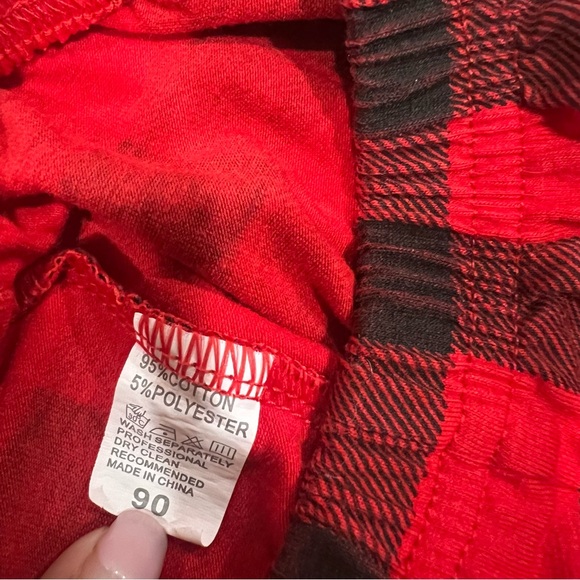 95%COTTON
5%POLYESTER
WASH SEPARATELY
PROFESSIONAL
DRY CLEAN
RECOMMENDED
MADE IN CHINA
90